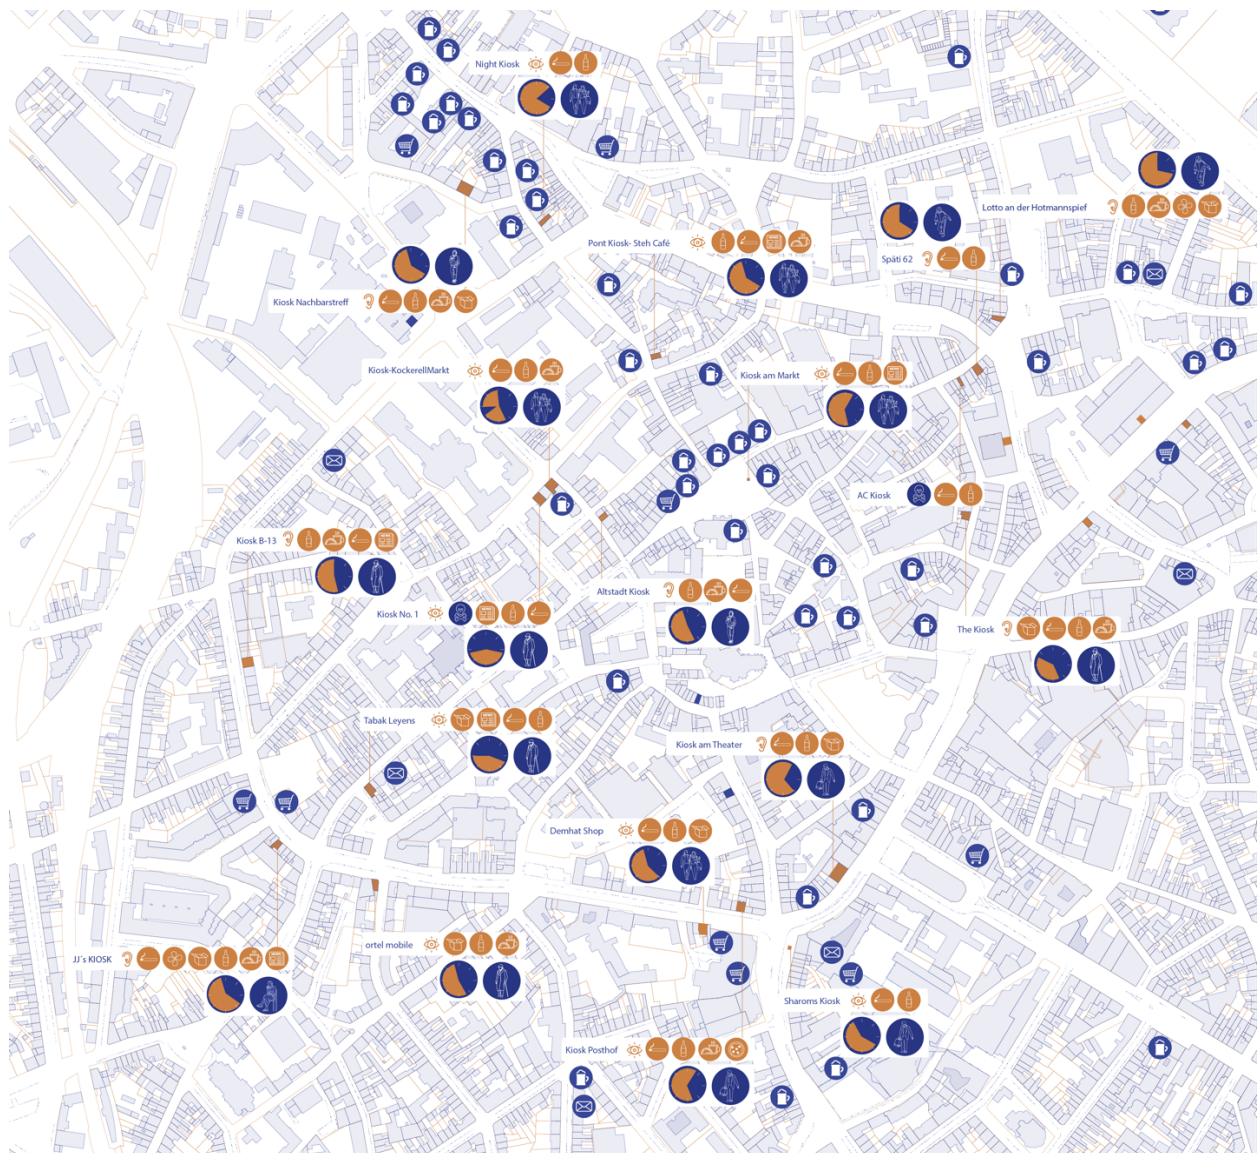 Night Kiosk
Lotto an der Hotmannspief
Pont Kiosk- Steh Café
Späti 62
Kiosk Nachbarstreff
Kiosk-KockerellMarkt
Kiosk am Markt
AC Kiosk
Kiosk B-13
Altstadt Kiosk
Kiosk No. 1
The Kiosk
Tabak Leyens
Kiosk am Theater
Demhat Shop
ortel mobile
JJ´s KIOSK
Sharoms Kiosk
Kiosk Posthof